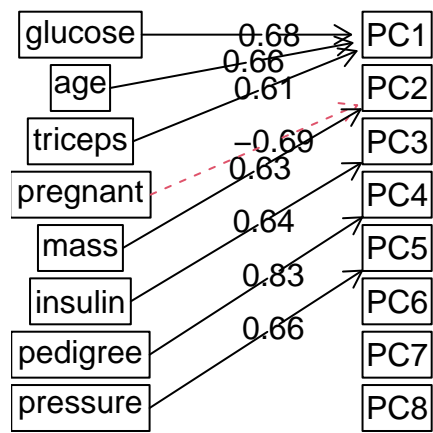 glucose
0.68
PC1
0.66
age
PC2
0.61
triceps
−0.69
PC3
0.63
pregnant
PC4
mass
0.64
PC5
insulin
0.83
PC6
pedigree
0.66
PC7
pressure
PC8